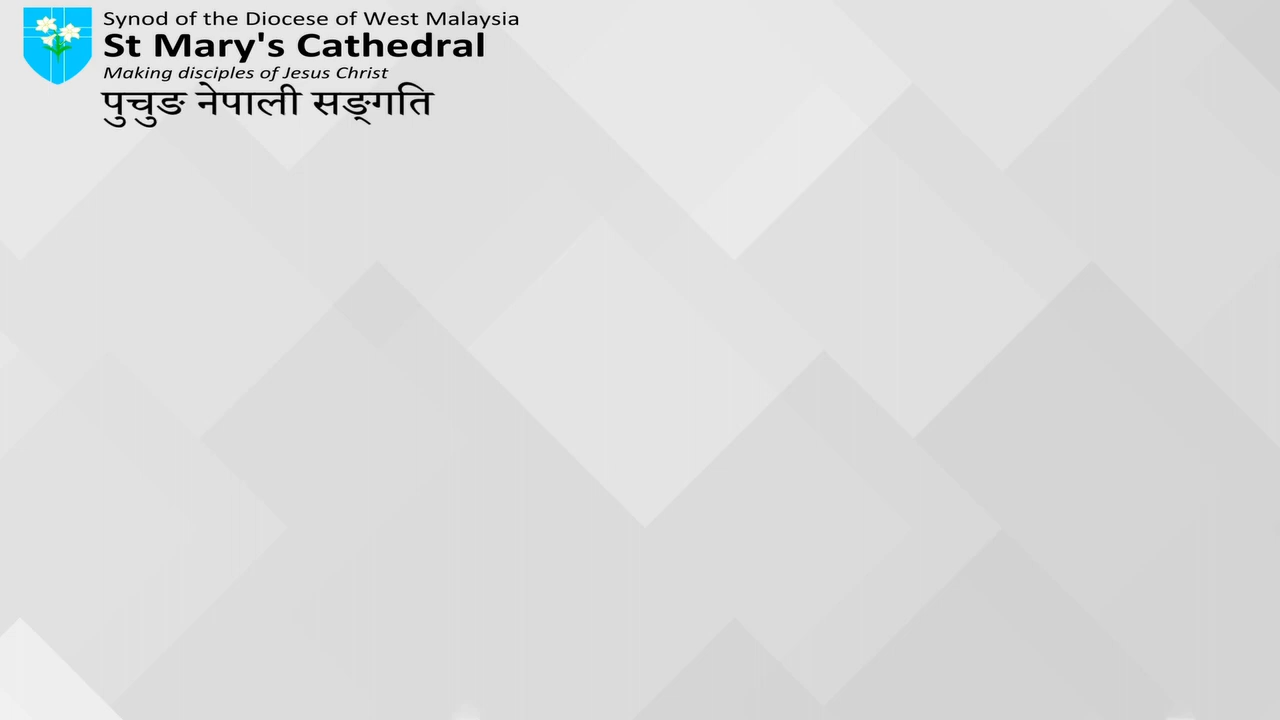 Synod of the Diocese of West Malaysia
St Mary's Cathedral
Making disciples of Jesus Christ
पुचुङ नेपाली सङ्गति